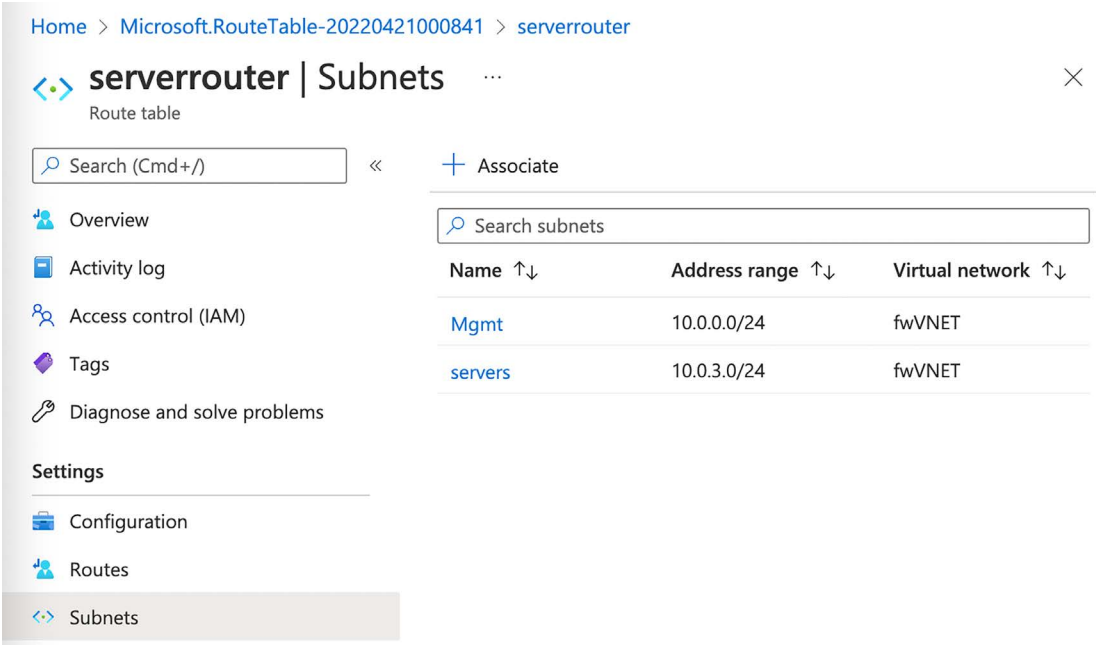 Home > Microsoft.RouteTable-20220421000841 > serverrouter
serverrouter | Subnets ...
Route table
Search (Cmd+/) «
Overview
Activity log
Access control (IAM)
Tags
Diagnose and solve problems
Settings
Configuration
Routes
Subnets
+ Associate
Search subnets
Name ↑↓ Address range ↑↓ Virtual network ↑↓
Mgmt 10.0.0.0/24 fwVNET
servers 10.0.3.0/24 fwVNET